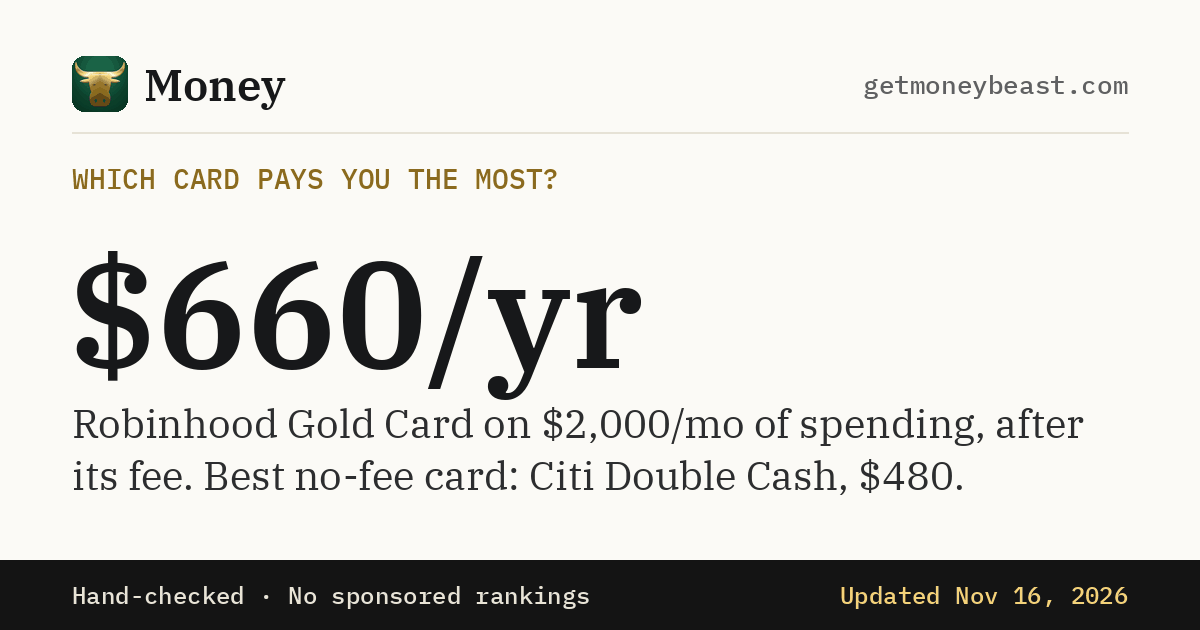 Money
getmoneybeast.com
WHICH CARD PAYS YOU THE MOST?
$660/yr
Robinhood Gold Card on $2,000/mo of spending, after
its fee. Best no-fee card: Citi Double Cash, $480.
Hand-checked · No sponsored rankings
Updated Nov 16, 2026